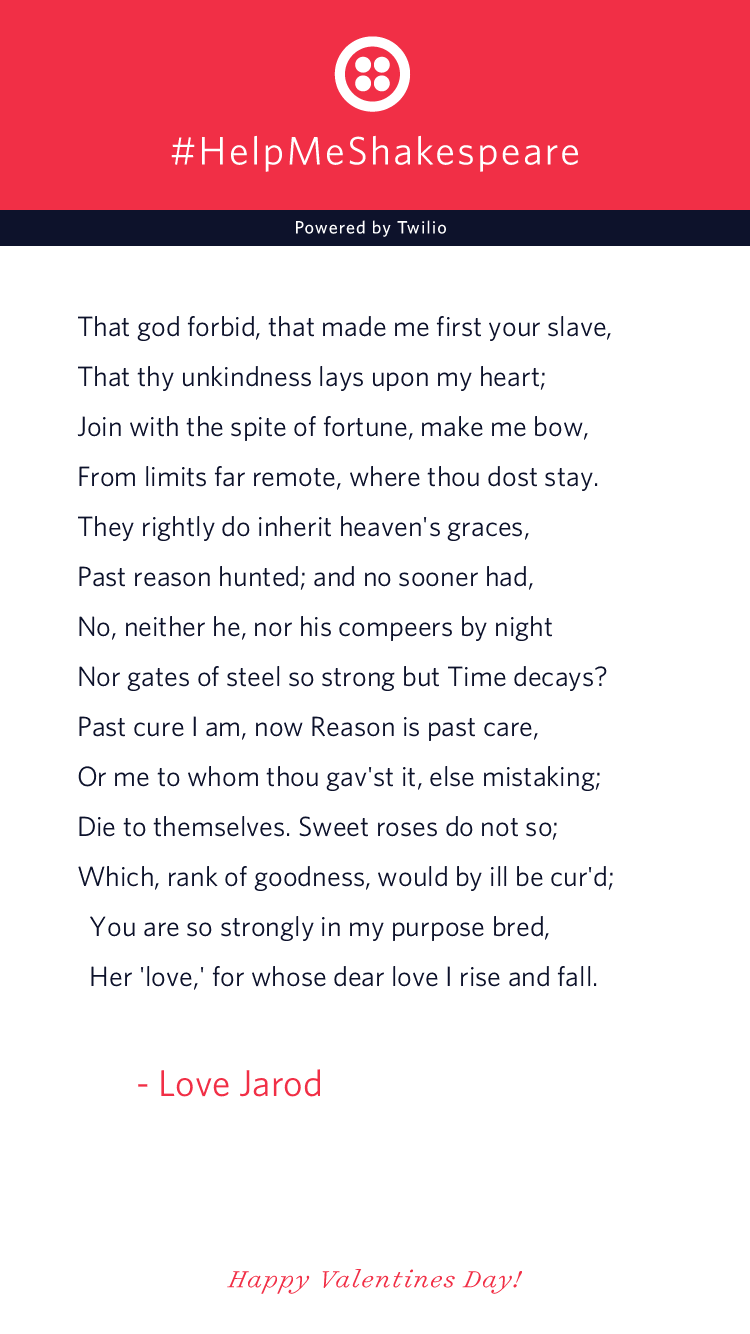 #HelpMeShakespeare
Powered by Twilio
That god forbid, that made me first your slave,
That thy unkindness lays upon my heart;
Join with the spite of fortune, make me bow,
From limits far remote, where thou dost stay.
They rightly do inherit heaven's graces,
Past reason hunted; and no sooner had,
No, neither he, nor his compeers by night
Nor gates of steel so strong but Time decays?
Past cure I am, now Reason is past care,
Or me to whom thou gav'st it, else mistaking;
Die to themselves. Sweet roses do not so;
Which, rank of goodness, would by ill be cur'd;
You are so strongly in my purpose bred,
Her 'love,' for whose dear love I rise and fall.
- Love Jarod
Happy Valentines Day!